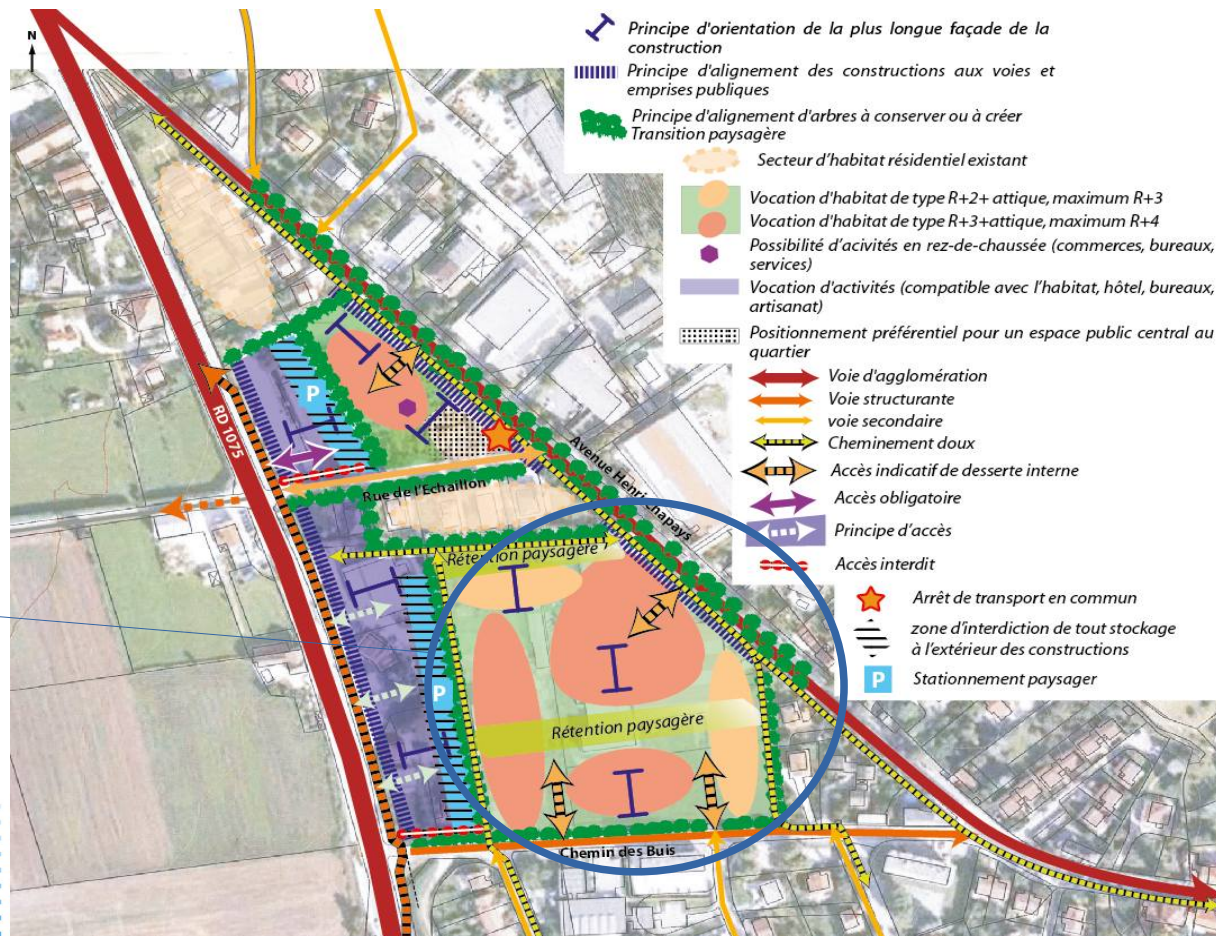 N
Principe d'orientation de la plus longue façade de la
construction
Principe d'alignement des constructions aux voies et
emprises publiques
Principe d'alignement d'arbres à conserver ou à créer
Transition paysagère
Secteur d'habitat résidentiel existant
Vocation d'habitat de type R+2+ attique, maximum R+3
Vocation d'habitat de type R+3+attique, maximum R+4
Possibilité d'acivités en rez-de-chaussée (commerces, bureaux,
services)
Vocation d'activités (compatible avec l'habitat, hôtel, bureaux,
artisanat)
Positionnement préférentiel pour un espace public central au
quartier
Voie d'agglomération
Voie structurante
voie secondaire
Cheminement doux
Accès indicatif de desserte interne
Accès obligatoire
Principe d'accès
Accès interdit
Arrêt de transport en commun
zone d'interdiction de tout stockage
à l'extérieur des constructions
P
Stationnement paysager
P
RD 1075
Avenue Henri Chapays
Rue de l'Echaillon
Rétention paysagère
P
Rétention paysagère
Chemin des Buis